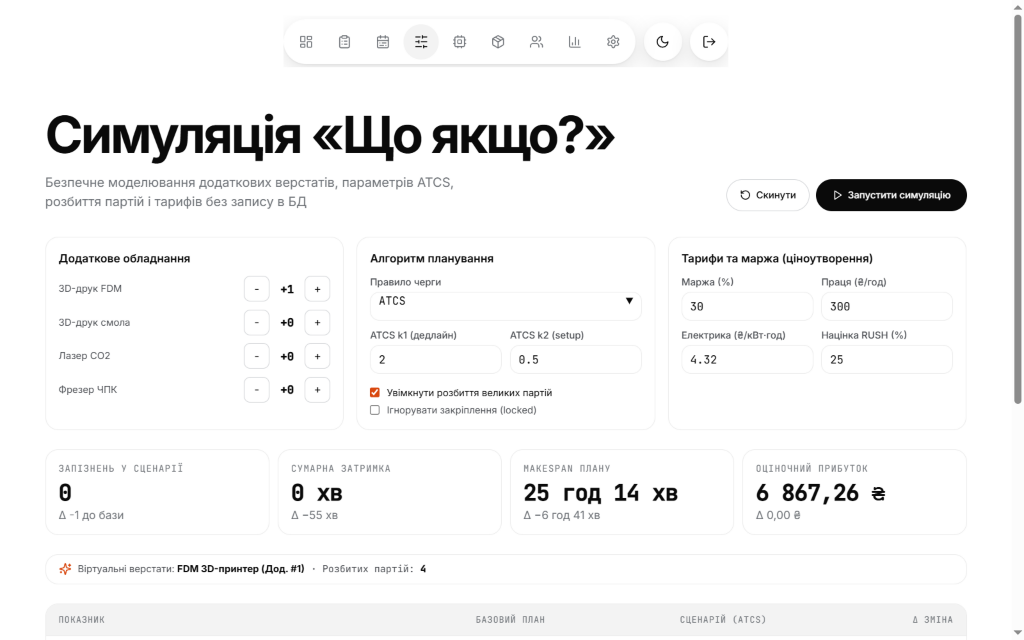 Симуляція «Що якщо?»
Безпечне моделювання додаткових верстатів, параметрів ATCS,
розбиття партій і тарифів без запису в БД
Скинути
Запустити симуляцію
Додаткове обладнання
3D-друк FDM
- +1 +
3D-друк смола
- +0 +
Лазер CO2
- +0 +
Фрезер ЧПК
- +0 +
Алгоритм планування
Правило черги
ATCS
ATCS k1 (дедлайн) ATCS k2 (setup)
2 0.5
Увімкнути розбиття великих партій
Ігнорувати закріплення (locked)
Тарифи та маржа (ціноутворення)
Маржа (%) Праця (₴/год)
30 300
Електрика (₴/кВт·год) Націнка RUSH (%)
4.32 25
ЗАПІЗНЕНЬ У СЦЕНАРІЇ
0
Δ -1 до бази
СУМАРНА ЗАТРИМКА
0 хв
Δ −55 хв
MAKESPAN ПЛАНУ
25 год 14 хв
Δ −6 год 41 хв
ОЦІНОЧНИЙ ПРИБУТОК
6 867,26 ₴
Δ 0,00 ₴
Віртуальні верстати: FDM 3D-принтер (Дод. #1) · Розбитих партій: 4
ПОКАЗНИК БАЗОВИЙ ПЛАН СЦЕНАРІЙ (ATCS) Δ ЗМІНА